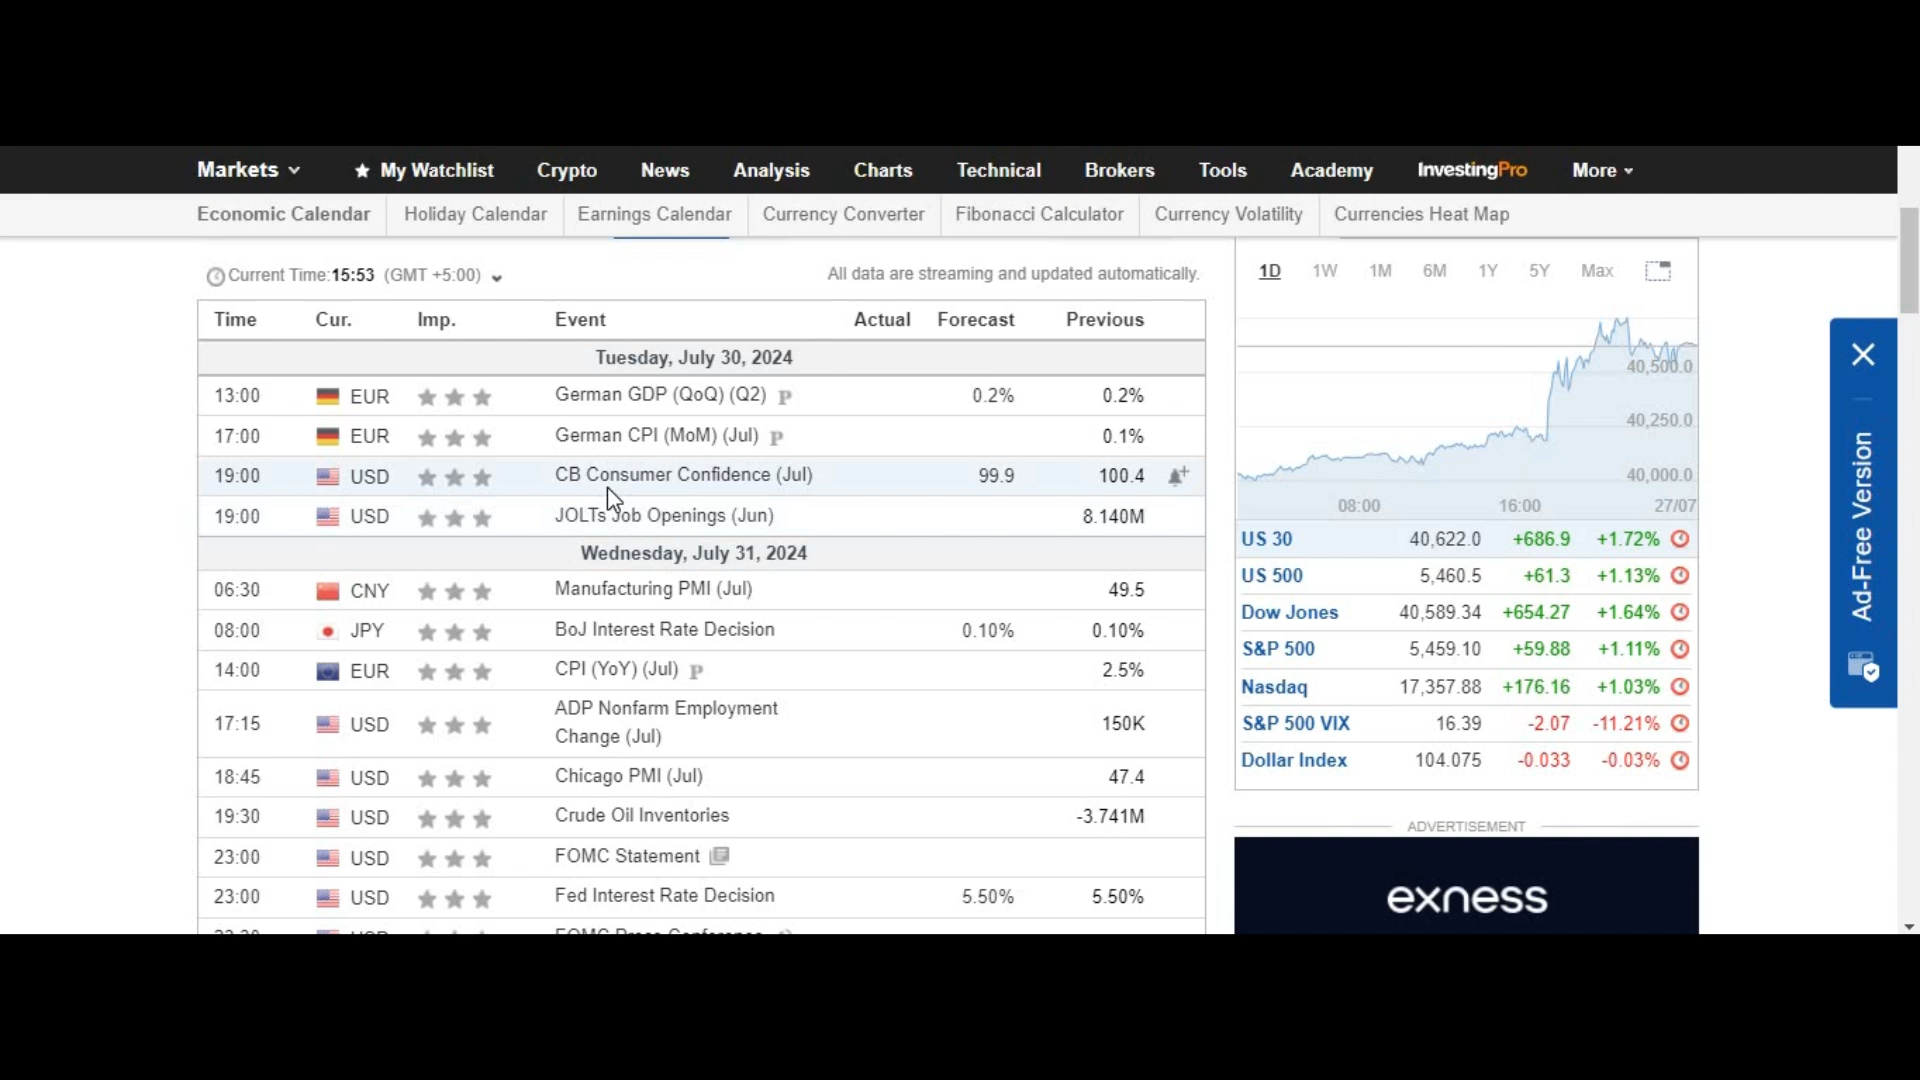 Markets My Watchlist Crypto News Analysis Charts Technical Brokers Tools Academy InvestingPro More
Economic Calendar Holiday Calendar Earnings Calendar Currency Converter Fibonacci Calculator Currency Volatility Currencies Heat Map
Current Time:15:53 (GMT +5:00) All data are streaming and updated automatically.
Time Cur. Imp. Event Actual Forecast Previous
Tuesday, July 30, 2024
13:00 EUR German GDP (QoQ) (Q2) P 0.2% 0.2%
17:00 EUR German CPI (MoM) (Jul) P 0.1%
19:00 USD CB Consumer Confidence (Jul) 99.9 100.4
19:00 USD JOLTs Job Openings (Jun) 8.140M
Wednesday, July 31, 2024
06:30 CNY Manufacturing PMI (Jul) 49.5
08:00 JPY BoJ Interest Rate Decision 0.10% 0.10%
14:00 EUR CPI (YoY) (Jul) P 2.5%
17:15 USD ADP Nonfarm Employment
Change (Jul) 150K
18:45 USD Chicago PMI (Jul) 47.4
19:30 USD Crude Oil Inventories -3.741M
23:00 USD FOMC Statement
23:00 USD Fed Interest Rate Decision 5.50% 5.50%
FOMC Press Conference
1D 1W 1M 6M 1Y 5Y Max
40,500.0
40,250.0
40,000.0
08:00 16:00 27/07
US 30 40,622.0 +686.9 +1.72%
US 500 5,460.5 +61.3 +1.13%
Dow Jones 40,589.34 +654.27 +1.64%
S&P 500 5,459.10 +59.88 +1.11%
Nasdaq 17,357.88 +176.16 +1.03%
S&P 500 VIX 16.39 -2.07 -11.21%
Dollar Index 104.075 -0.033 -0.03%
ADVERTISEMENT
exness
Ad-Free Version